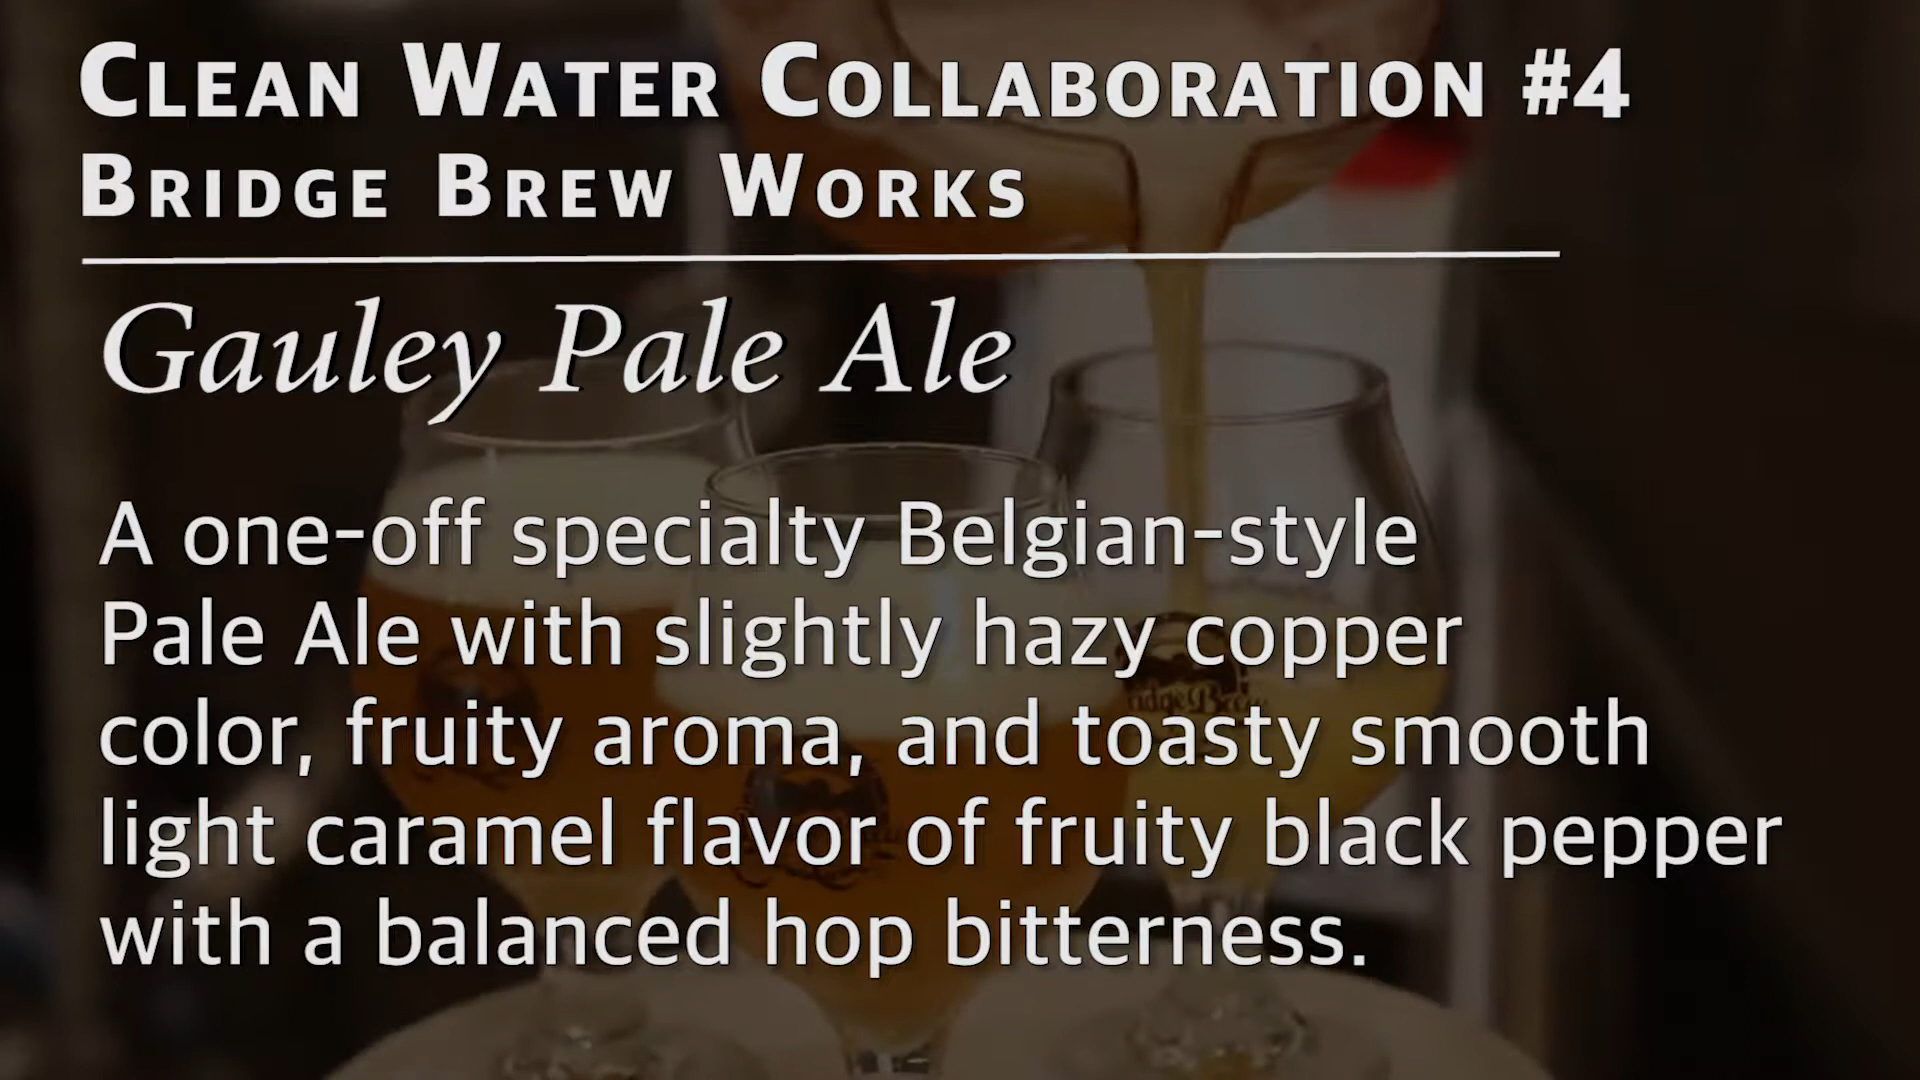 CLEAN WATER COLLABORATION #4
BRIDGE BREW WORKS
Gauley Pale Ale
A one-off specialty Belgian-style
Pale Ale with slightly hazy copper
color, fruity aroma, and toasty smooth
light caramel flavor of fruity black pepper
with a balanced hop bitterness.